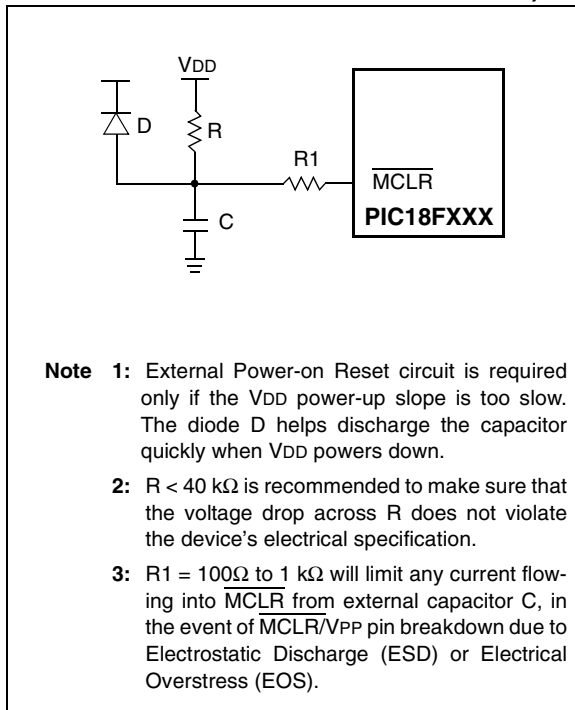 VDD
D
R
R1
MCLR
C
PIC18FXXX
Note 1: External Power-on Reset circuit is required
only if the VDD power-up slope is too slow.
The diode D helps discharge the capacitor
quickly when VDD powers down.
2: R < 40 kΩ is recommended to make sure that
the voltage drop across R does not violate
the device's electrical specification.
3: R1 = 100Ω to 1 kΩ will limit any current flow-
ing into MCLR from external capacitor C, in
the event of MCLR/VPP pin breakdown due to
Electrostatic Discharge (ESD) or Electrical
Overstress (EOS).